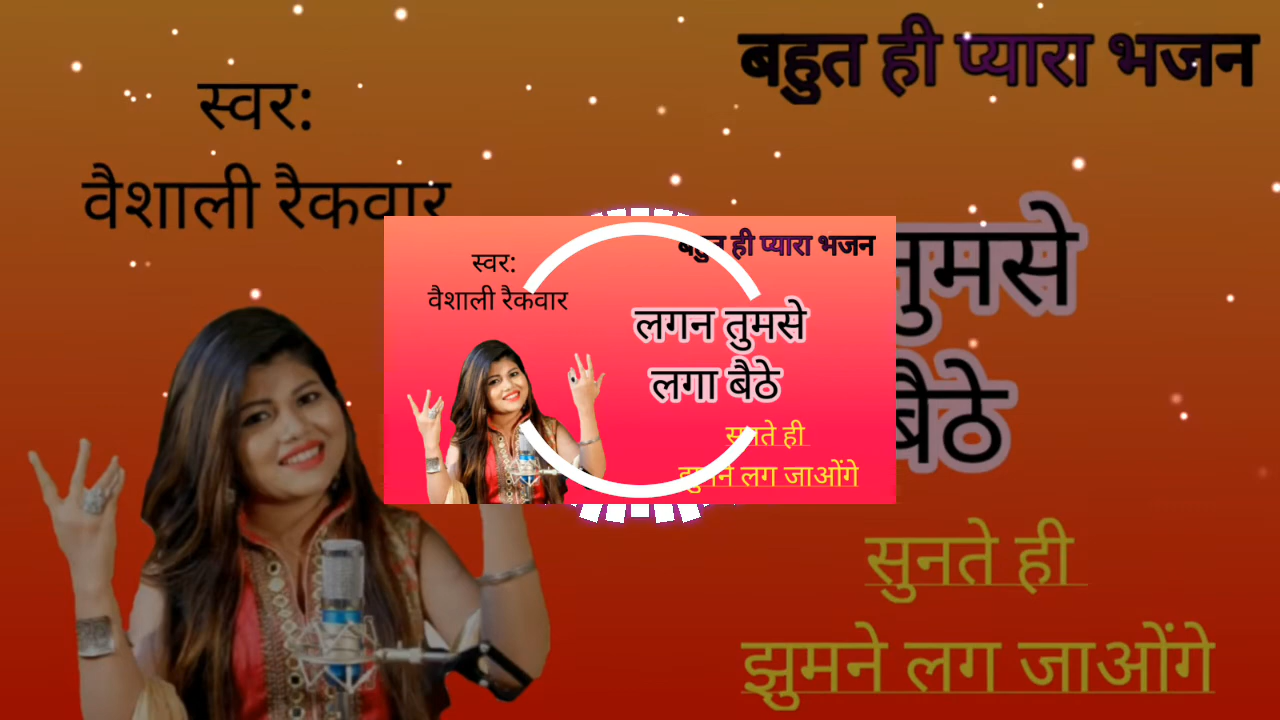 बहुत ही प्यारा भजन
स्वर:
वैशाली रैकवार
तुमसे
बैठे
सुनते ही
झुमने लग जाओंगे
बहुत ही प्यारा भजन
स्वर:
वैशाली रैकवार
लगन तुमसे
लगा बैठे
सुनते ही
झुमने लग जाओंगे